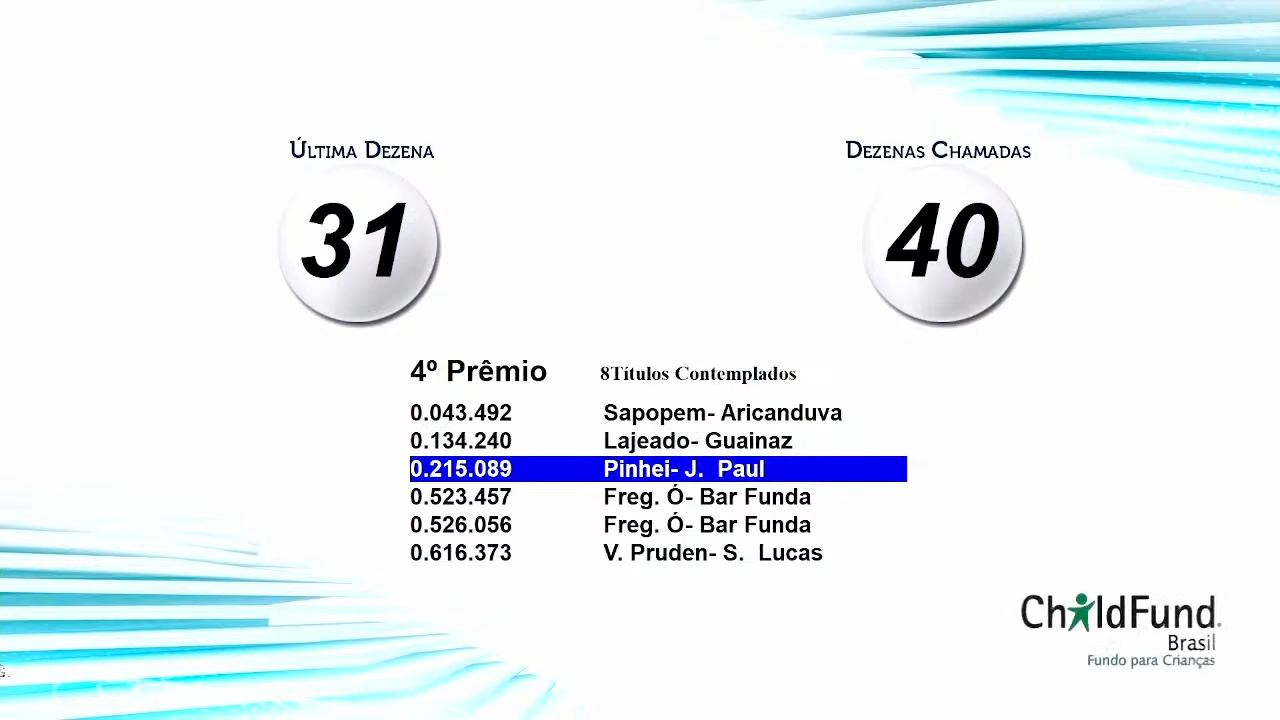 Última Dezena
31
Dezenas Chamadas
40
4º Prêmio 8Títulos Contemplados
0.043.492 Sapopem- Aricanduva
0.134.240 Lajeado- Guainaz
0.215.089 Pinhei- J. Paul
0.523.457 Freg. Ó- Bar Funda
0.526.056 Freg. Ó- Bar Funda
0.616.373 V. Pruden- S. Lucas
ChildFund
Brasil
Fundo para Crianças